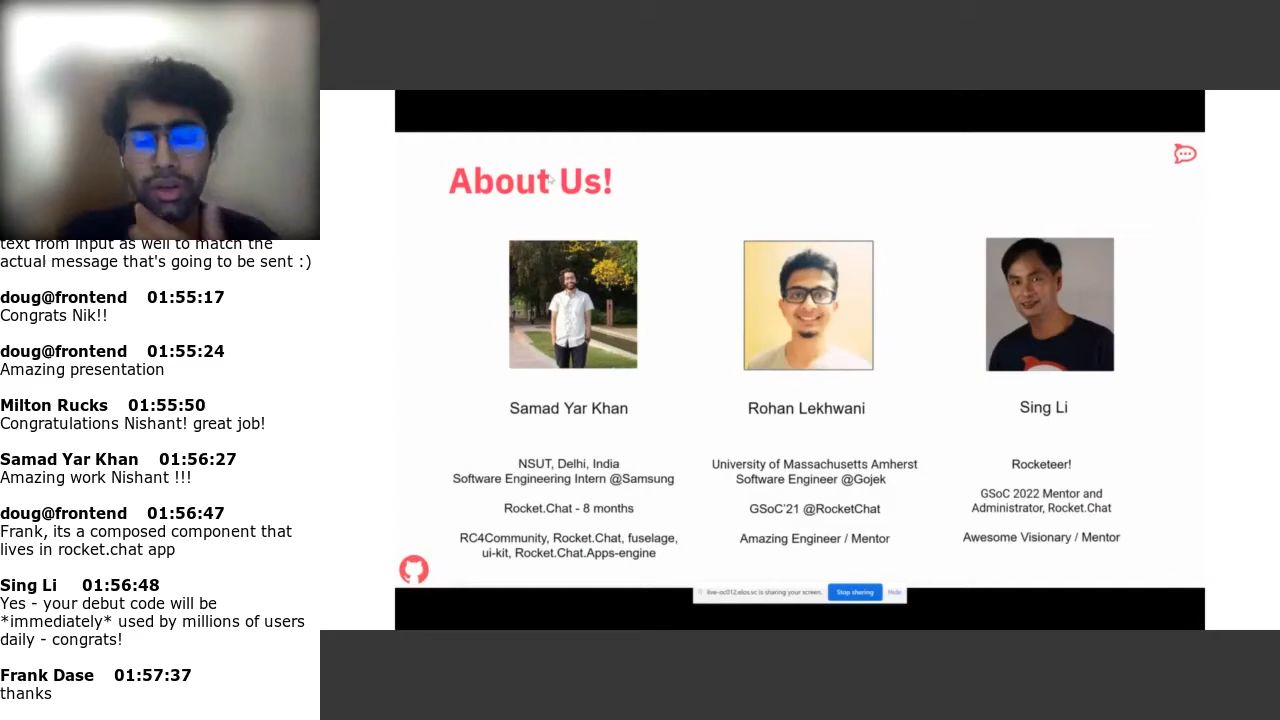 text from input as well to match the
actual message that's going to be sent :)
doug@frontend 01:55:17
Congrats Nik!!
doug@frontend 01:55:24
Amazing presentation
Milton Rucks 01:55:50
Congratulations Nishant! great job!
Samad Yar Khan 01:56:27
Amazing work Nishant !!!
doug@frontend 01:56:47
Frank, its a composed component that
lives in rocket.chat app
Sing Li 01:56:48
Yes - your debut code will be
*immediately* used by millions of users
daily - congrats!
Frank Dase 01:57:37
thanks
About Us!
Samad Yar Khan
NSUT, Delhi, India
Software Engineering Intern @Samsung
Rocket.Chat - 8 months
RC4Community, Rocket.Chat, fuselage,
ui-kit, Rocket.Chat.Apps-engine
Rohan Lekhwani
University of Massachusetts Amherst
Software Engineer @Gojek
GSoC'21 @RocketChat
Amazing Engineer / Mentor
Sing Li
Rocketeer!
GSoC 2022 Mentor and
Administrator, Rocket.Chat
Awesome Visionary / Mentor
is sharing your screen. Stop sharing Hide